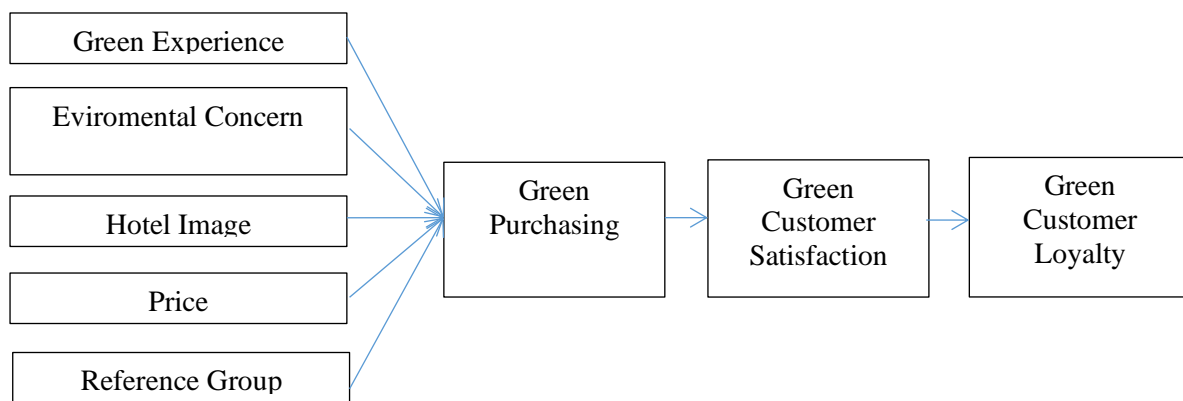 Green Experience
Eviromental Concern
Hotel Image
Price
Reference Group
Green
Purchasing
Green
Customer
Satisfaction
Green
Customer
Loyalty